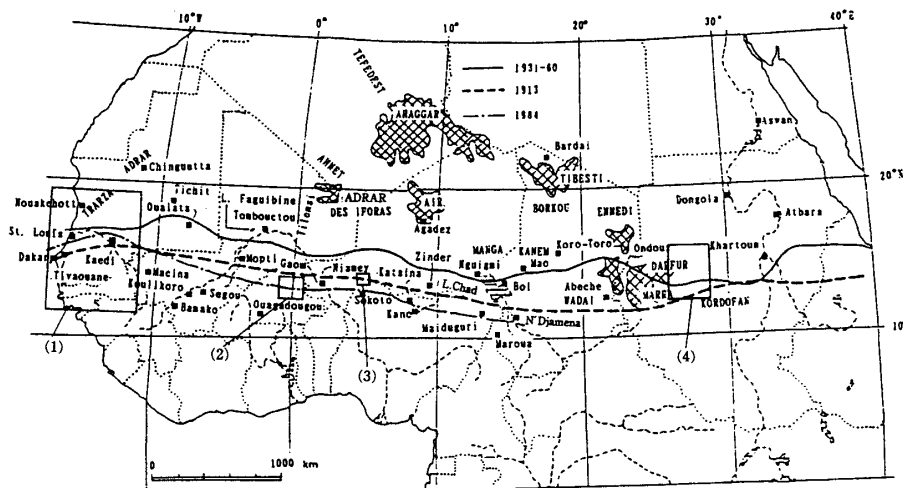 10°W 0° 10° 20° 30° 40°E
1931-60
1913
1984
TEFEDEST
AHAGGAR
Aswan
Bardai
TIBESTI
20°N
ADRAR
Chinguetta
AHNET
Tichit
TRARZA
Nouakchott
L. Faguibine
Oualata
Tombouctou
Tilemsi
ADRAR
DES IFORAS
AIR
Agadez
BORKOU
ENNEDI
Dongola
Atbara
St. Louis
Dakar
Kaedi
Tivaouane
Macina
Koulikoro
Segou
Bamako
Mopti
Gao
Ouagadougou
Niamey
Katsina
Zinder
Sokoto
Kano
MANGA
Nguigmi
KANEM
Mao
Koro-Toro
L. Chad
Bol
Ondour
DARFUR
MARRA
Abeche
WADAI
Khartoum
KORDOFAN
Maiduguri
N'Djamena
Marowa
10°
(1)
(2)
(3)
(4)
0 1000 km